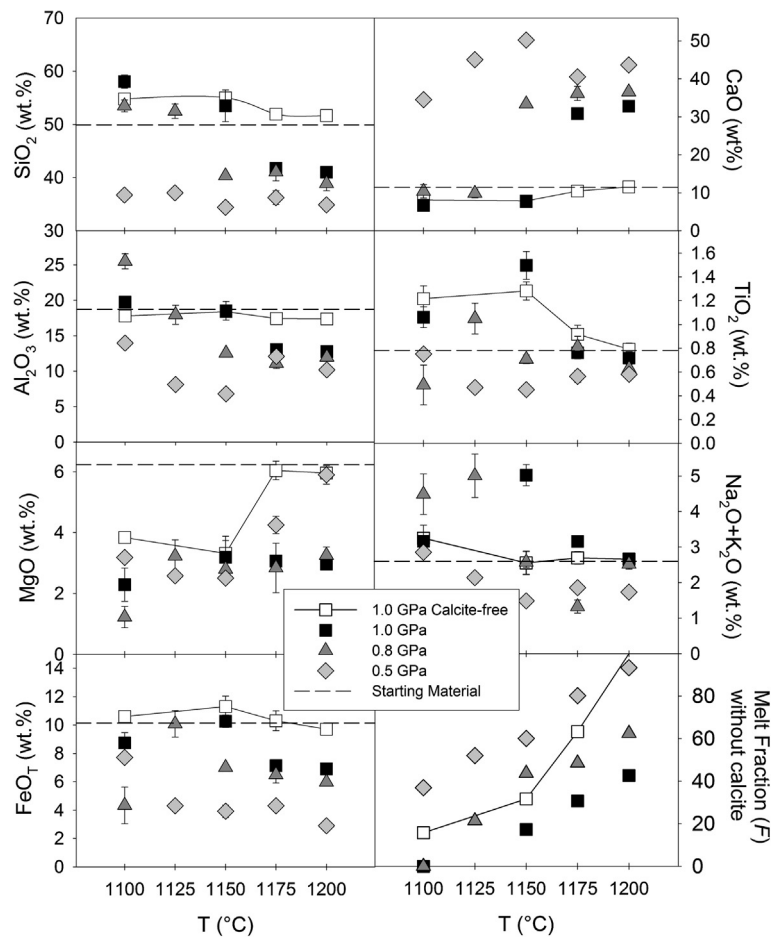 70
60
50
40
30
SiO2 (wt.%)
50
40
30
20
10
0
CaO (wt%)
25
20
15
10
5
0
Al2O3 (wt.%)
1.6
1.4
1.2
1.0
0.8
0.6
0.4
0.2
0.0
TiO2 (wt.%)
6
4
2
0
MgO (wt.%)
5
4
3
2
1
0
Na2O+K2O (wt.%)
1.0 GPa Calcite-free
1.0 GPa
0.8 GPa
0.5 GPa
Starting Material
14
12
10
8
6
4
2
0
FeOT (wt.%)
80
60
40
20
0
Melt Fraction (F)
without calcite
1100 1125 1150 1175 1200
1100 1125 1150 1175 1200
T (°C)
T (°C)